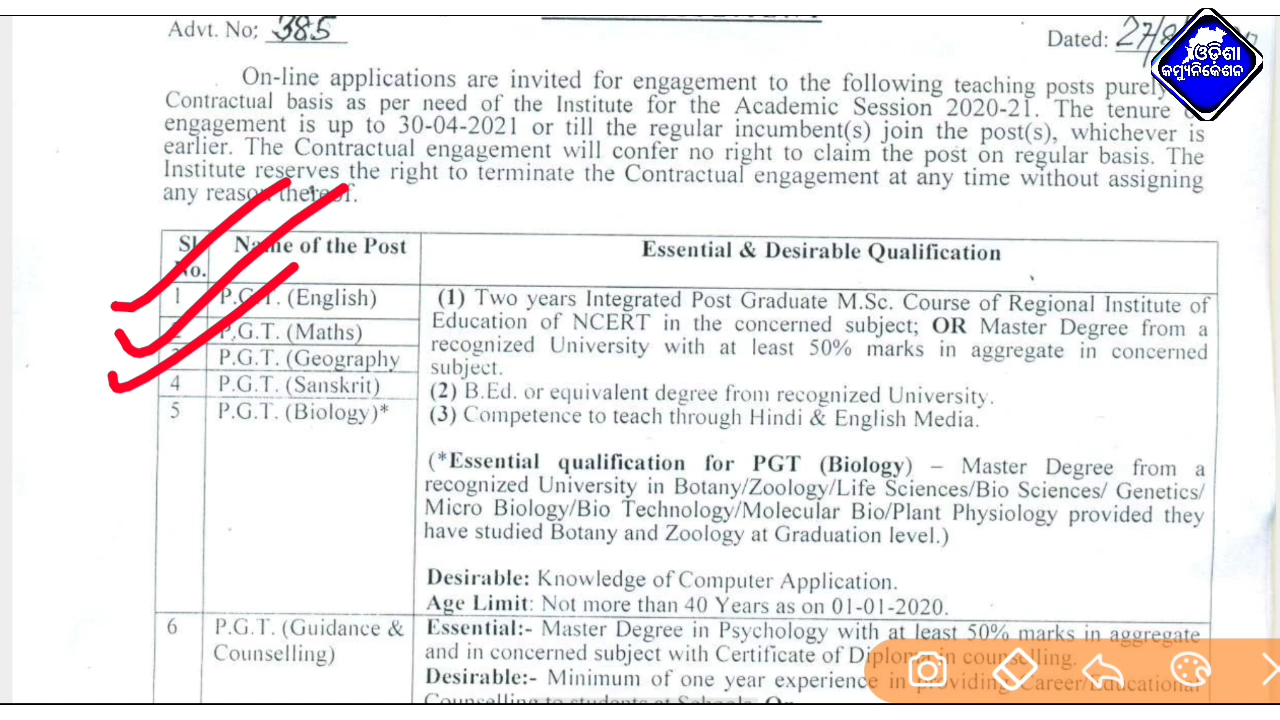 Advt. No: 385
Dated: 27/8/
ଓଡ଼ିଶା
କମ୍ୟୁନିକେଶନ
On-line applications are invited for engagement to the following teaching posts purely
Contractual basis as per need of the Institute for the Academic Session 2020-21. The tenure
engagement is up to 30-04-2021 or till the regular incumbent(s) join the post(s), whichever is
earlier. The Contractual engagement will confer no right to claim the post on regular basis. The
Institute reserves the right to terminate the Contractual engagement at any time without assigning
any reason thereof.
Sl No. Name of the Post Essential & Desirable Qualification
1 P.G.T. (English)
2 P.G.T. (Maths)
3 P.G.T. (Geography
4 P.G.T. (Sanskrit)
5 P.G.T. (Biology)*
(1) Two years Integrated Post Graduate M.Sc. Course of Regional Institute of
Education of NCERT in the concerned subject; OR Master Degree from a
recognized University with at least 50% marks in aggregate in concerned
subject.
(2) B.Ed. or equivalent degree from recognized University.
(3) Competence to teach through Hindi & English Media.
(*Essential qualification for PGT (Biology) – Master Degree from a
recognized University in Botany/Zoology/Life Sciences/Bio Sciences/ Genetics/
Micro Biology/Bio Technology/Molecular Bio/Plant Physiology provided they
have studied Botany and Zoology at Graduation level.)
Desirable: Knowledge of Computer Application.
Age Limit: Not more than 40 Years as on 01-01-2020.
6 P.G.T. (Guidance &
Counselling)
Essential:- Master Degree in Psychology with at least 50% marks in aggregate
and in concerned subject with Certificate of Diploma in counselling.
Desirable:- Minimum of one year experience in providing Career/Educational
Counselling to students at Schools. Or